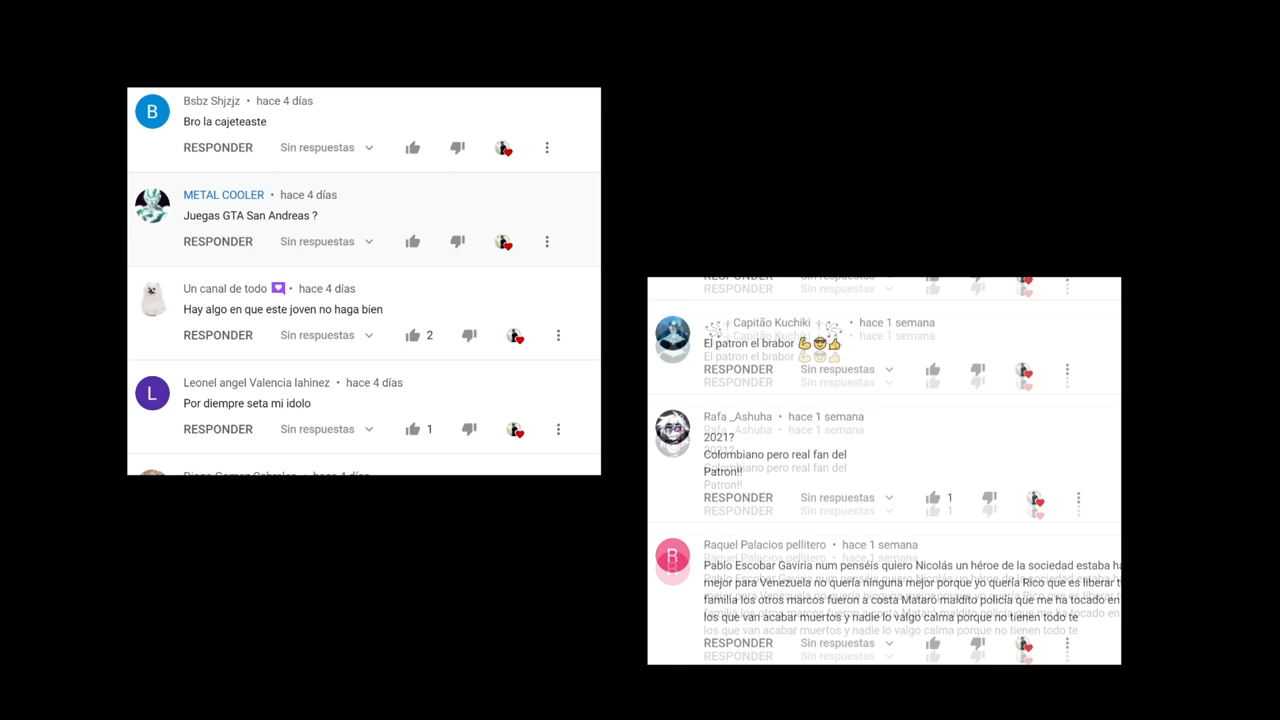 B
Bsbz Shjzjz • hace 4 días
Bro la cajeteaste
RESPONDER Sin respuestas
METAL COOLER • hace 4 días
Juegas GTA San Andreas ?
RESPONDER Sin respuestas
Un canal de todo • hace 4 días
Hay algo en que este joven no haga bien
RESPONDER Sin respuestas 2
L
Leonel angel Valencia Iahinez • hace 4 días
Por diempre seta mi idolo
RESPONDER Sin respuestas 1
hace 4 días
RESPONDER Sin respuestas
Capitão Kuchiki • hace 1 semana
El patron el brabor 💪😎👍
RESPONDER Sin respuestas
Rafa _Ashuha • hace 1 semana
2021?
Colombiano pero real fan del
Patron!!
RESPONDER Sin respuestas 1
R
Raquel Palacios pellitero • hace 1 semana
Pablo Escobar Gaviria num penséis quiero Nicolás un héroe de la sociedad estaba
mejor para Venezuela no quería ninguna mejor porque yo quería Rico que es liberar
familia los otros marcos fueron a costa Mataró maldito policía que me ha tocado en
los que van acabar muertos y nadie lo valgo calma porque no tienen todo te
RESPONDER Sin respuestas